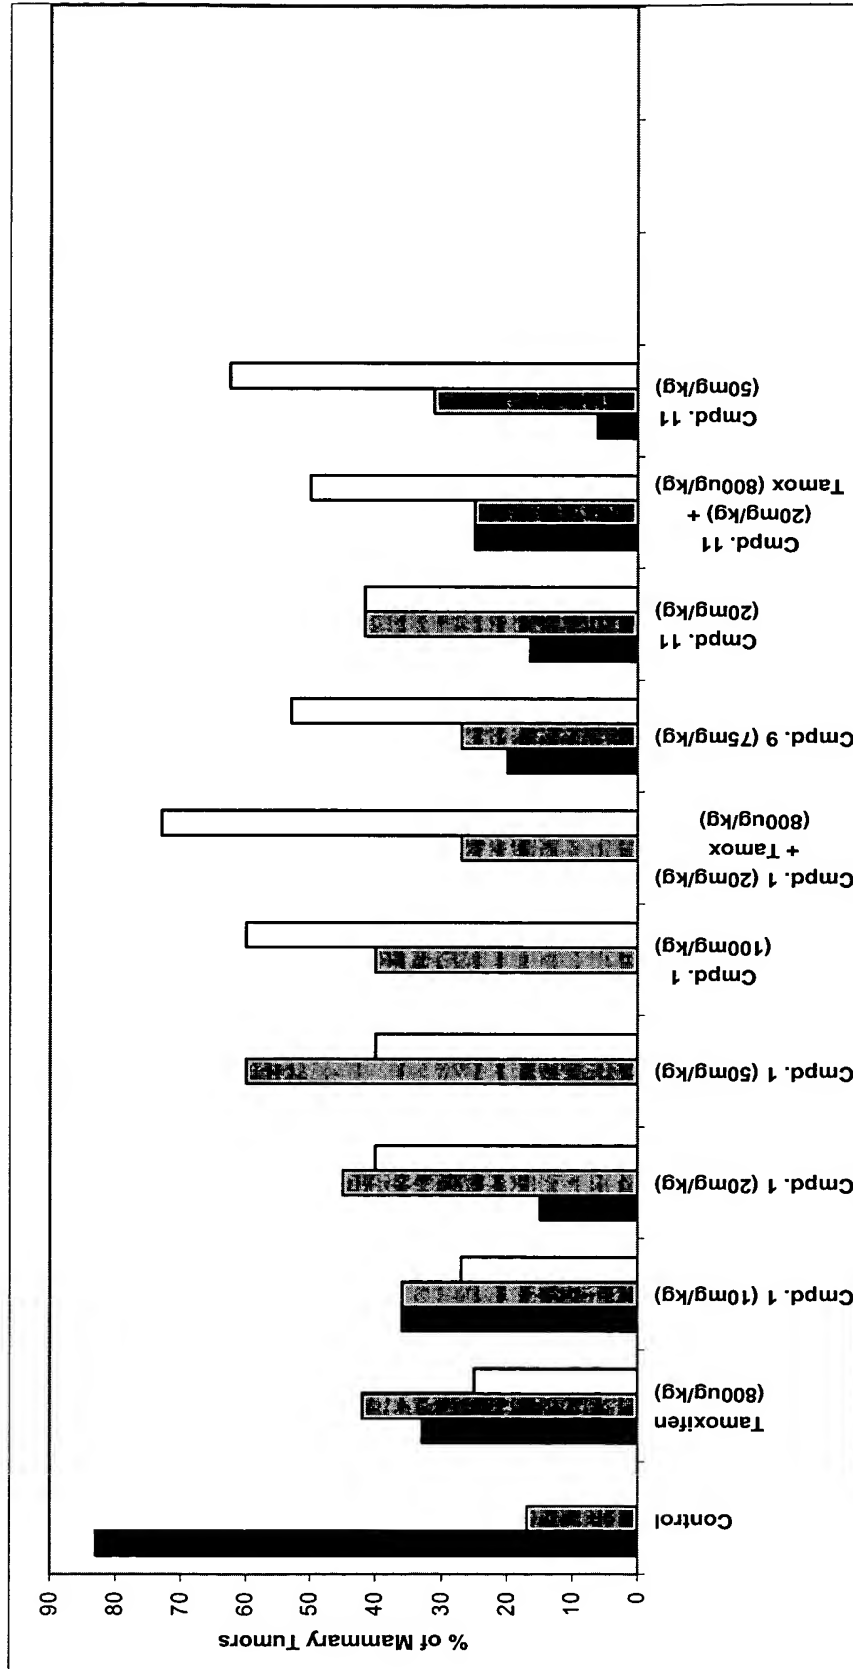 % of Mammary Tumors
90
80
70
60
50
40
30
20
10
0
Control
Tamoxifen
(800ug/kg)
Cmpd. 1 (10mg/kg)
Cmpd. 1 (20mg/kg)
Cmpd. 1 (50mg/kg)
Cmpd. 1
(100mg/kg)
Cmpd. 1 (20mg/kg)
+ Tamox
(800ug/kg)
Cmpd. 9 (75mg/kg)
Cmpd. 11
(20mg/kg)
Cmpd. 11
(20mg/kg) +
Tamox (800ug/kg)
Cmpd. 11
(50mg/kg)